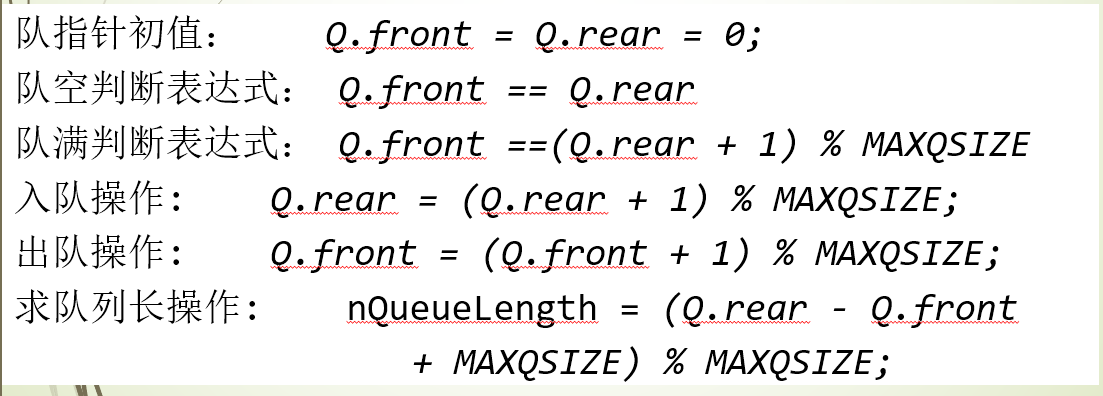 队指针初值： Q.front = Q.rear = 0;
队空判断表达式： Q.front == Q.rear
队满判断表达式： Q.front ==(Q.rear + 1) % MAXQSIZE
入队操作: Q.rear = (Q.rear + 1) % MAXQSIZE;
出队操作: Q.front = (Q.front + 1) % MAXQSIZE;
求队列长操作: nQueueLength = (Q.rear - Q.front
+ MAXQSIZE) % MAXQSIZE;